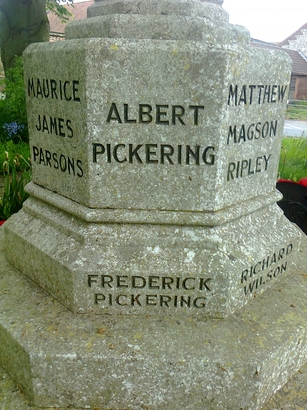 MAURICE
JAMES
PARSONS
ALBERT
PICKERING
MATTHEW
MAGSON
RIPLEY
FREDERICK
PICKERING
RICHARD
WILSON